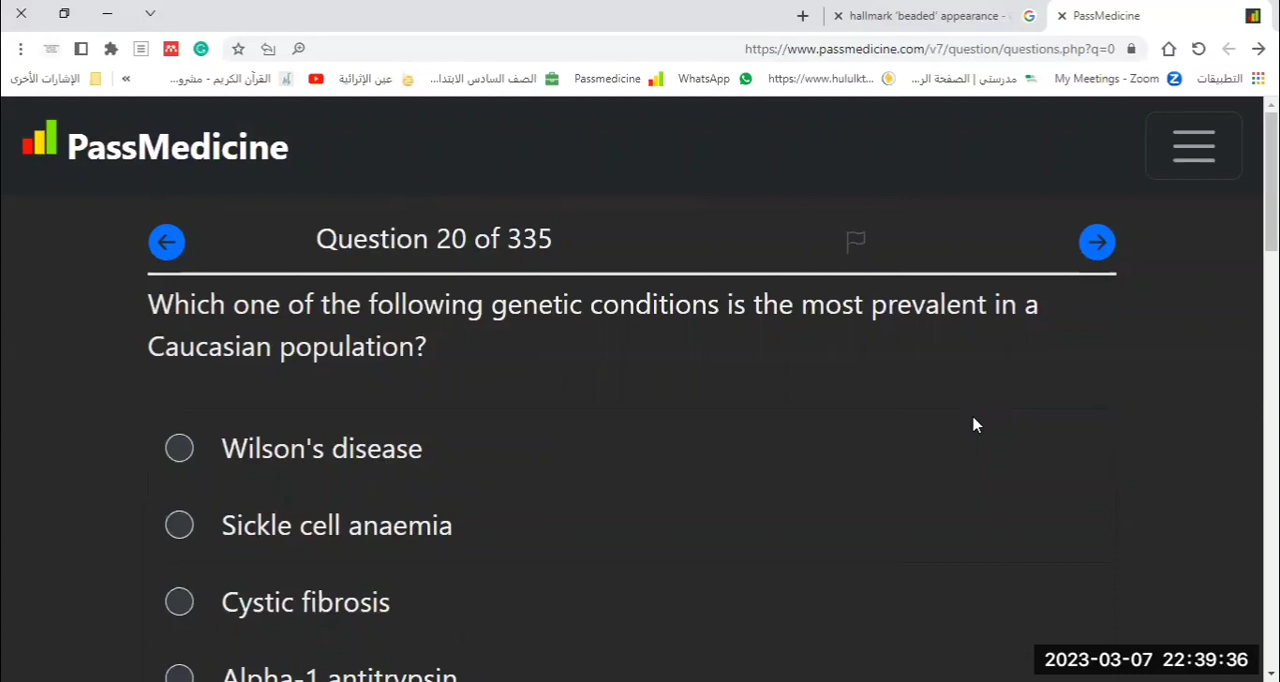 hallmark 'beaded' appearance -
PassMedicine
https://www.passmedicine.com/v7/question/questions.php?q=0
الإشارات الأخرى
«
القرآن الكريم - مشرو...
عين الإثرائية
الصف السادس الابتدا...
Passmedicine
WhatsApp
https://www.hululkt...
مدرستي | الصفحة الر...
My Meetings - Zoom
التطبيقات
PassMedicine
Question 20 of 335
Which one of the following genetic conditions is the most prevalent in a
Caucasian population?
Wilson's disease
Sickle cell anaemia
Cystic fibrosis
Alpha-1 antitrypsin
2023-03-07 22:39:36